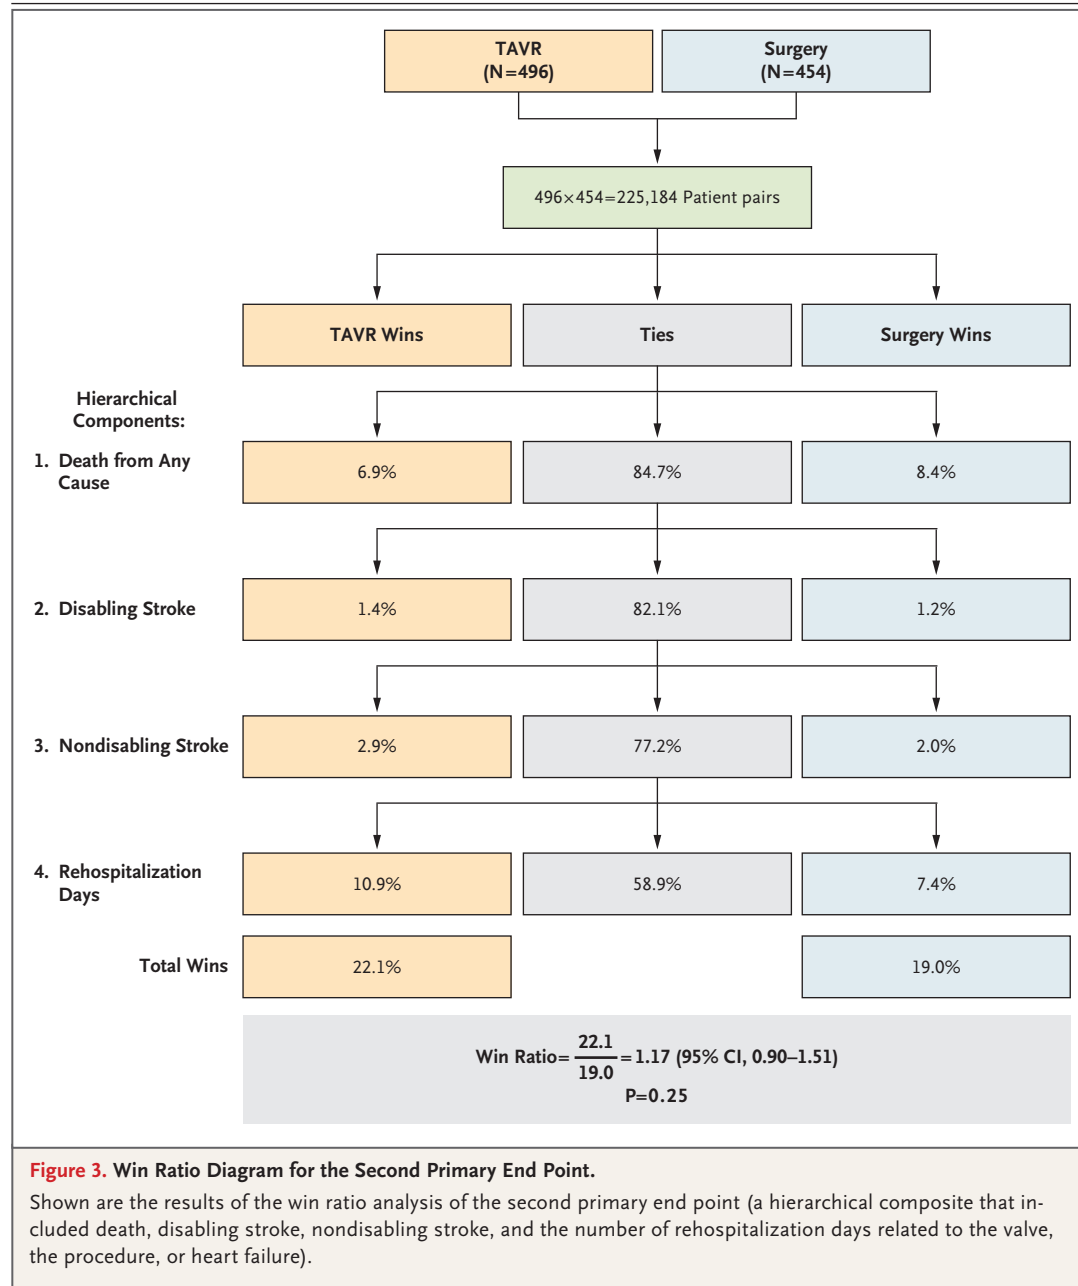 TAVR
(N=496)
Surgery
(N=454)
496×454=225,184 Patient pairs
TAVR Wins
Ties
Surgery Wins
Hierarchical
Components:
1. Death from Any
Cause
6.9%
84.7%
8.4%
2. Disabling Stroke
1.4%
82.1%
1.2%
3. Nondisabling Stroke
2.9%
77.2%
2.0%
4. Rehospitalization
Days
10.9%
58.9%
7.4%
Total Wins
22.1%
19.0%
Win Ratio= 22.1/19.0 =1.17 (95% CI, 0.90–1.51)
P=0.25
Figure 3. Win Ratio Diagram for the Second Primary End Point.
Shown are the results of the win ratio analysis of the second primary end point (a hierarchical composite that in-
cluded death, disabling stroke, nondisabling stroke, and the number of rehospitalization days related to the valve,
the procedure, or heart failure).